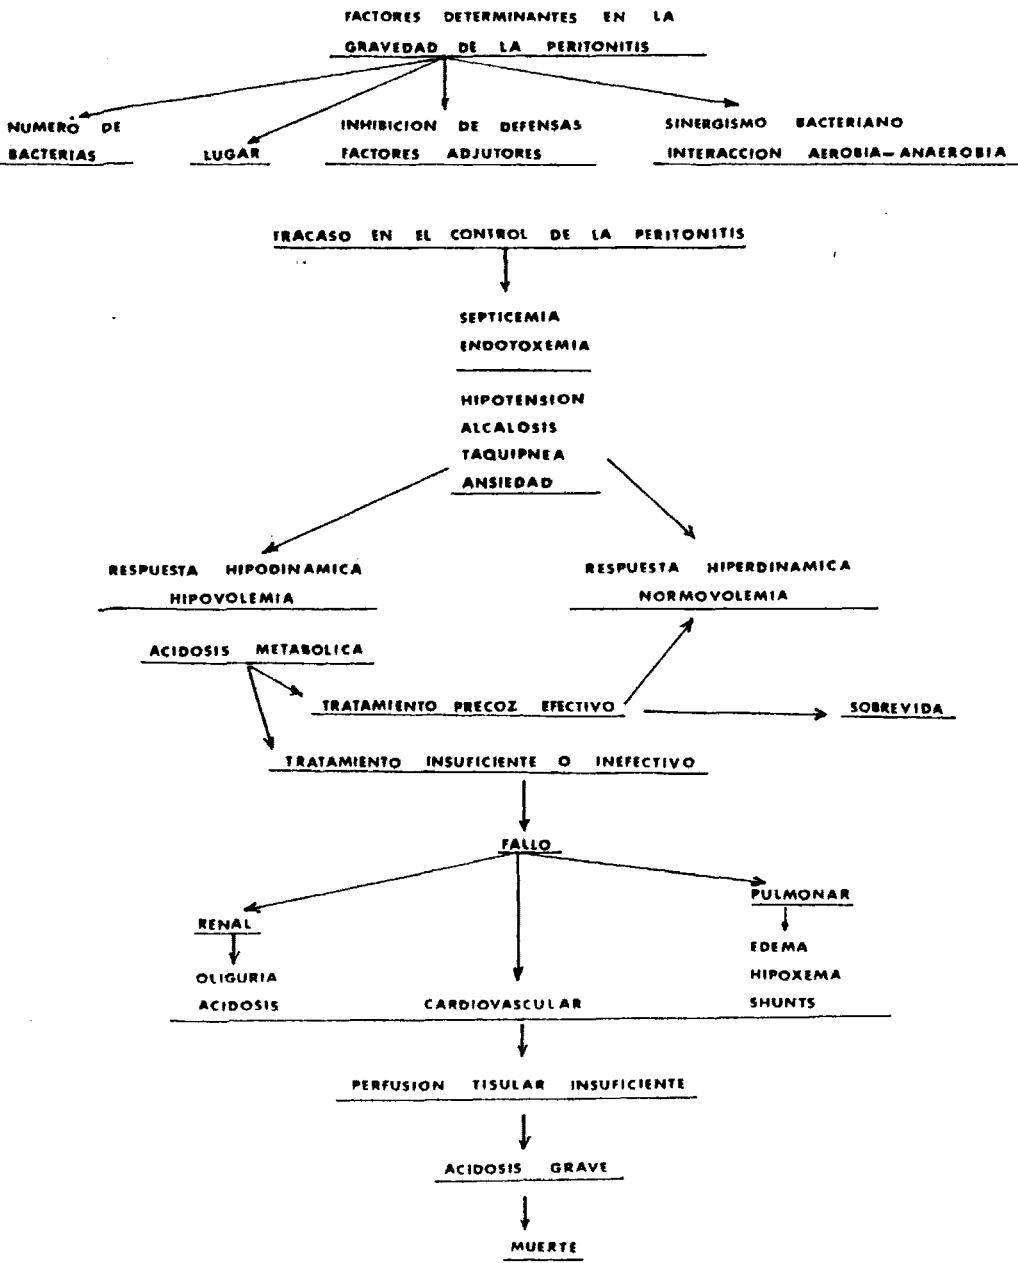 FACTORES DETERMINANTES EN LA
GRAVEDAD DE LA PERITONITIS
NUMERO DE
BACTERIAS
LUGAR
INHIBICION DE DEFENSAS
FACTORES ADJUTORES
SINERGISMO BACTERIANO
INTERACCION AEROBIA-ANAEROBIA
FRACASO EN EL CONTROL DE LA PERITONITIS
SEPTICEMIA
ENDOTOXEMIA
HIPOTENSION
ALCALOSIS
TAQUIPNEA
ANSIEDAD
RESPUESTA HIPODINAMICA
HIPOVOLEMIA
RESPUESTA HIPERDINAMICA
NORMOVOLEMIA
ACIDOSIS METABOLICA
TRATAMIENTO PRECOZ EFECTIVO
SOBREVIDA
TRATAMIENTO INSUFICIENTE O INEFECTIVO
FALLO
RENAL
OLIGURIA
ACIDOSIS
CARDIOVASCULAR
PULMONAR
EDEMA
HIPOXEMA
SHUNTS
PERFUSION TISULAR INSUFICIENTE
ACIDOSIS GRAVE
MUERTE